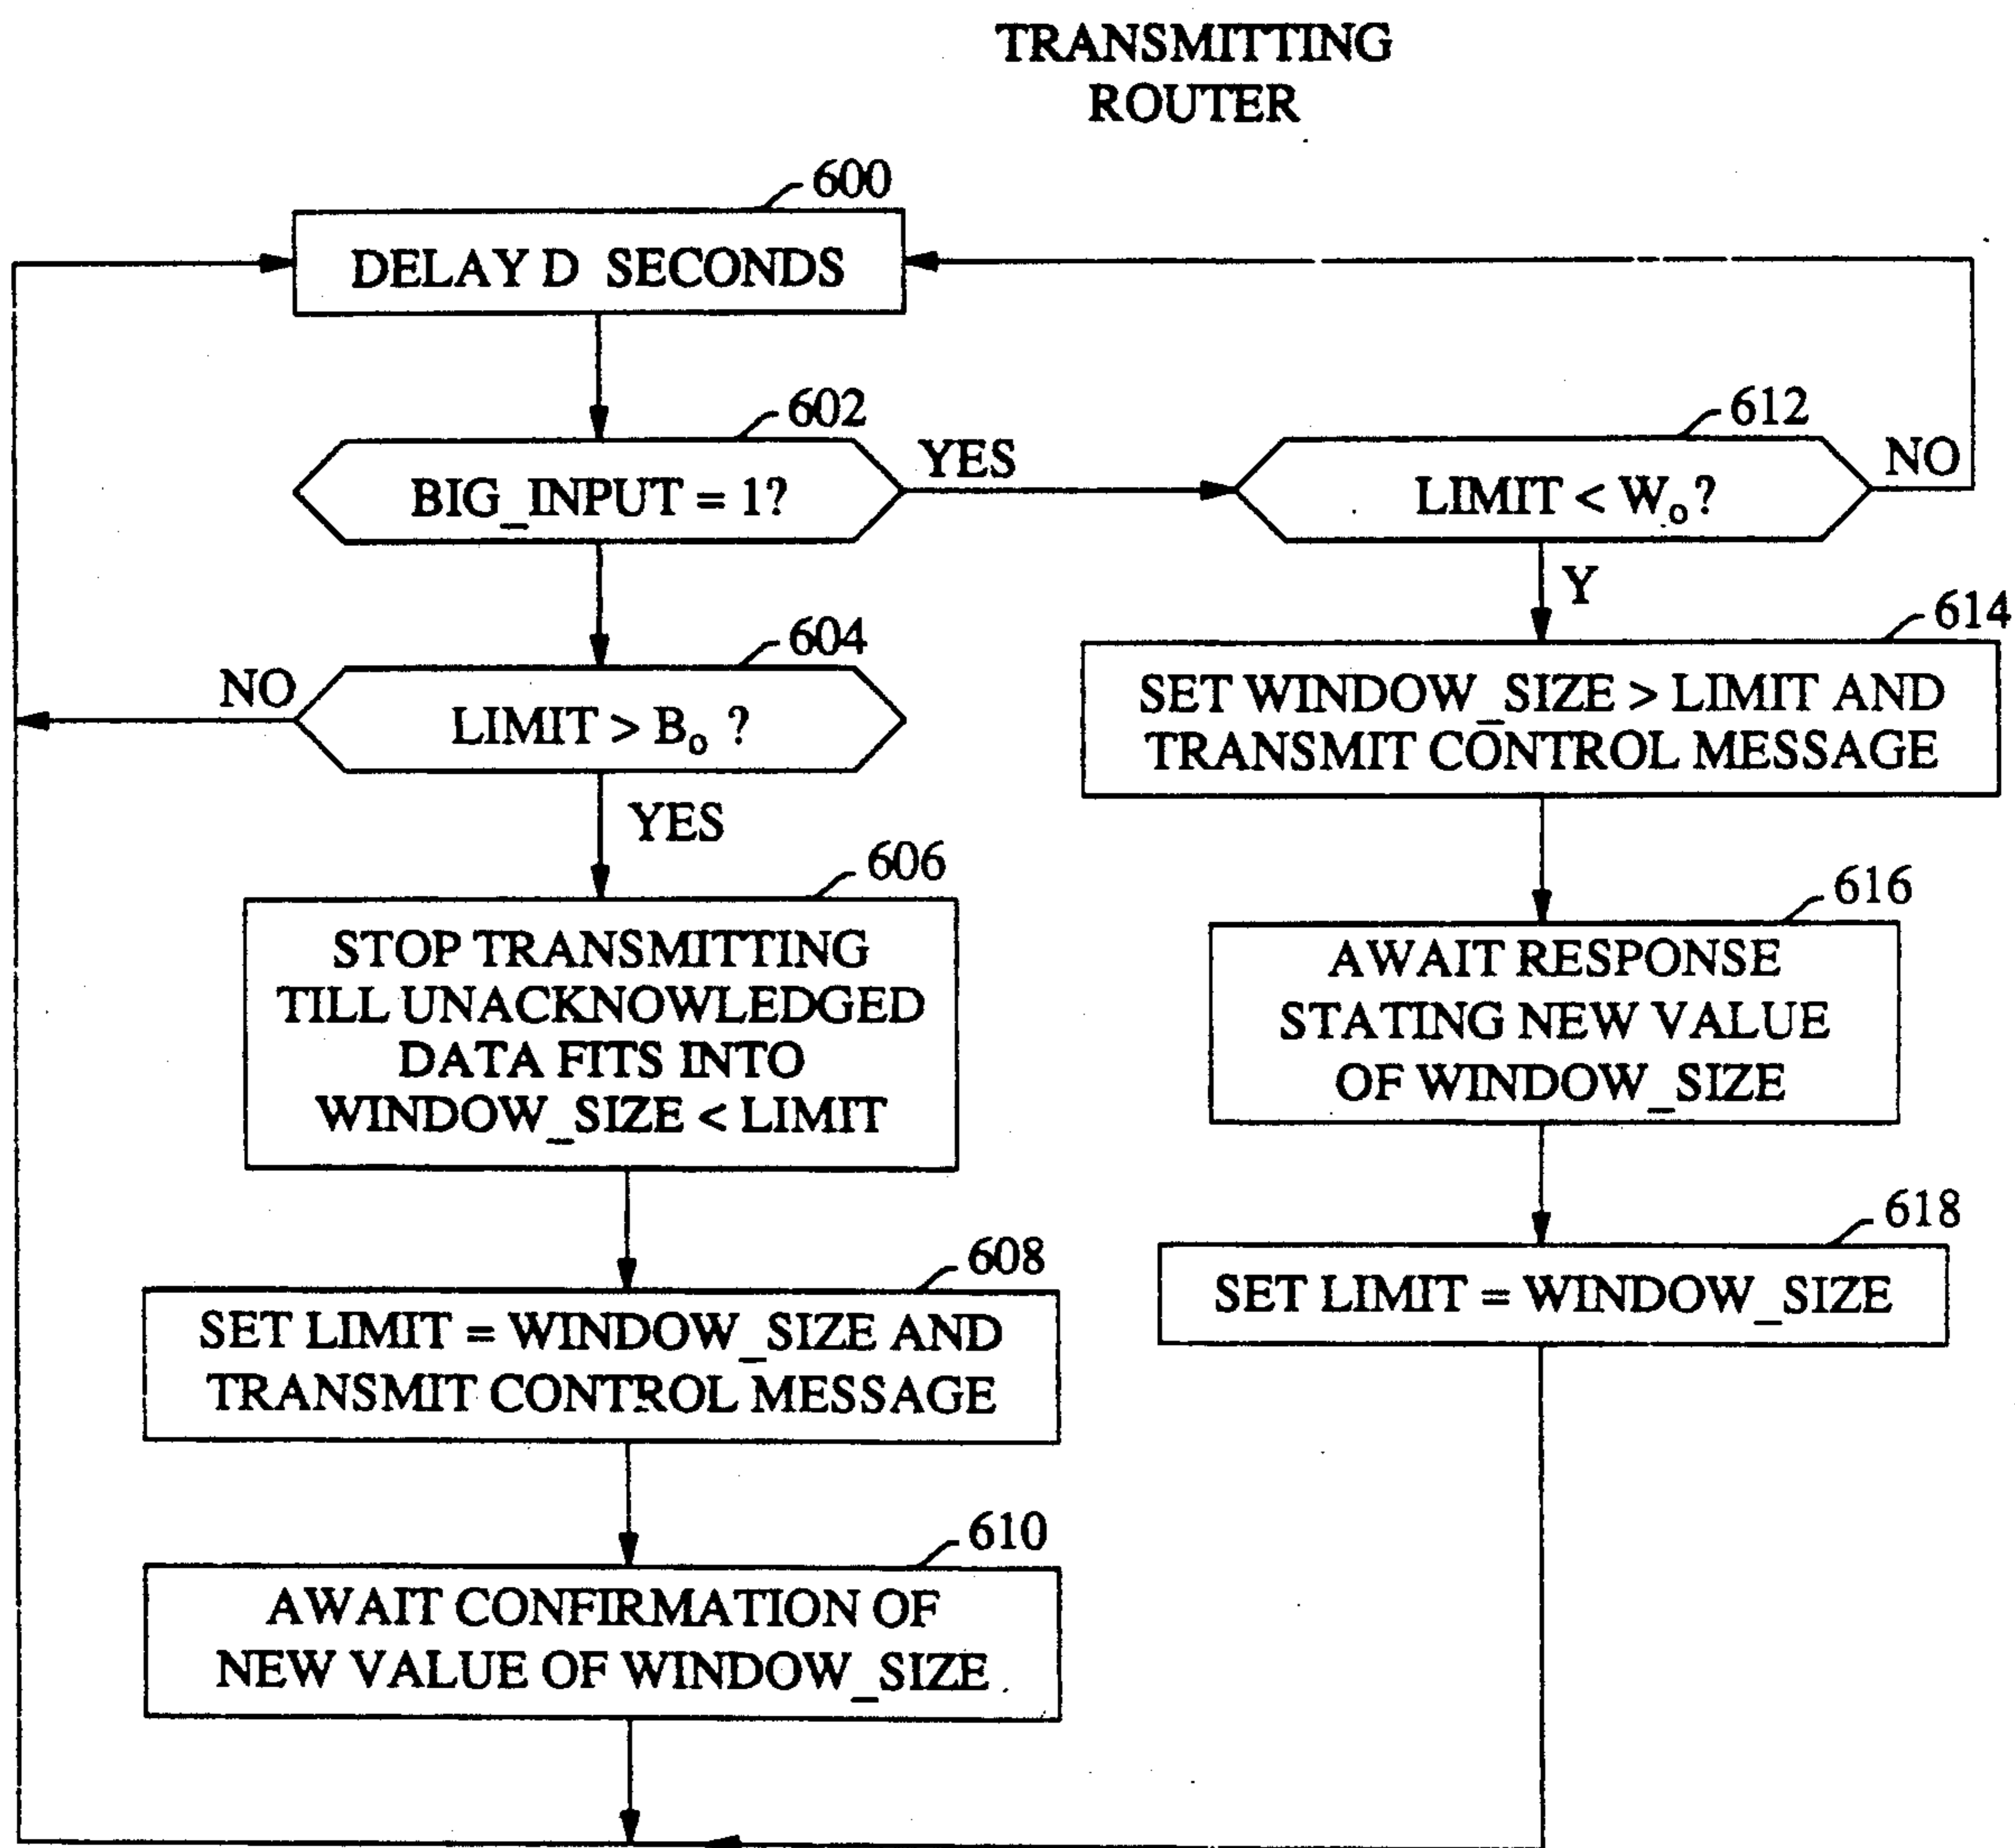 TRANSMITTING
ROUTER
600
DELAY D SECONDS
602
BIG_INPUT = 1?
YES
612
LIMIT < Wₒ?
NO
Y
604
NO
LIMIT > Bₒ ?
YES
614
SET WINDOW_SIZE > LIMIT AND
TRANSMIT CONTROL MESSAGE
606
STOP TRANSMITTING
TILL UNACKNOWLEDGED
DATA FITS INTO
WINDOW_SIZE < LIMIT
616
AWAIT RESPONSE
STATING NEW VALUE
OF WINDOW_SIZE
608
SET LIMIT = WINDOW_SIZE AND
TRANSMIT CONTROL MESSAGE
618
SET LIMIT = WINDOW_SIZE
610
AWAIT CONFIRMATION OF
NEW VALUE OF WINDOW_SIZE